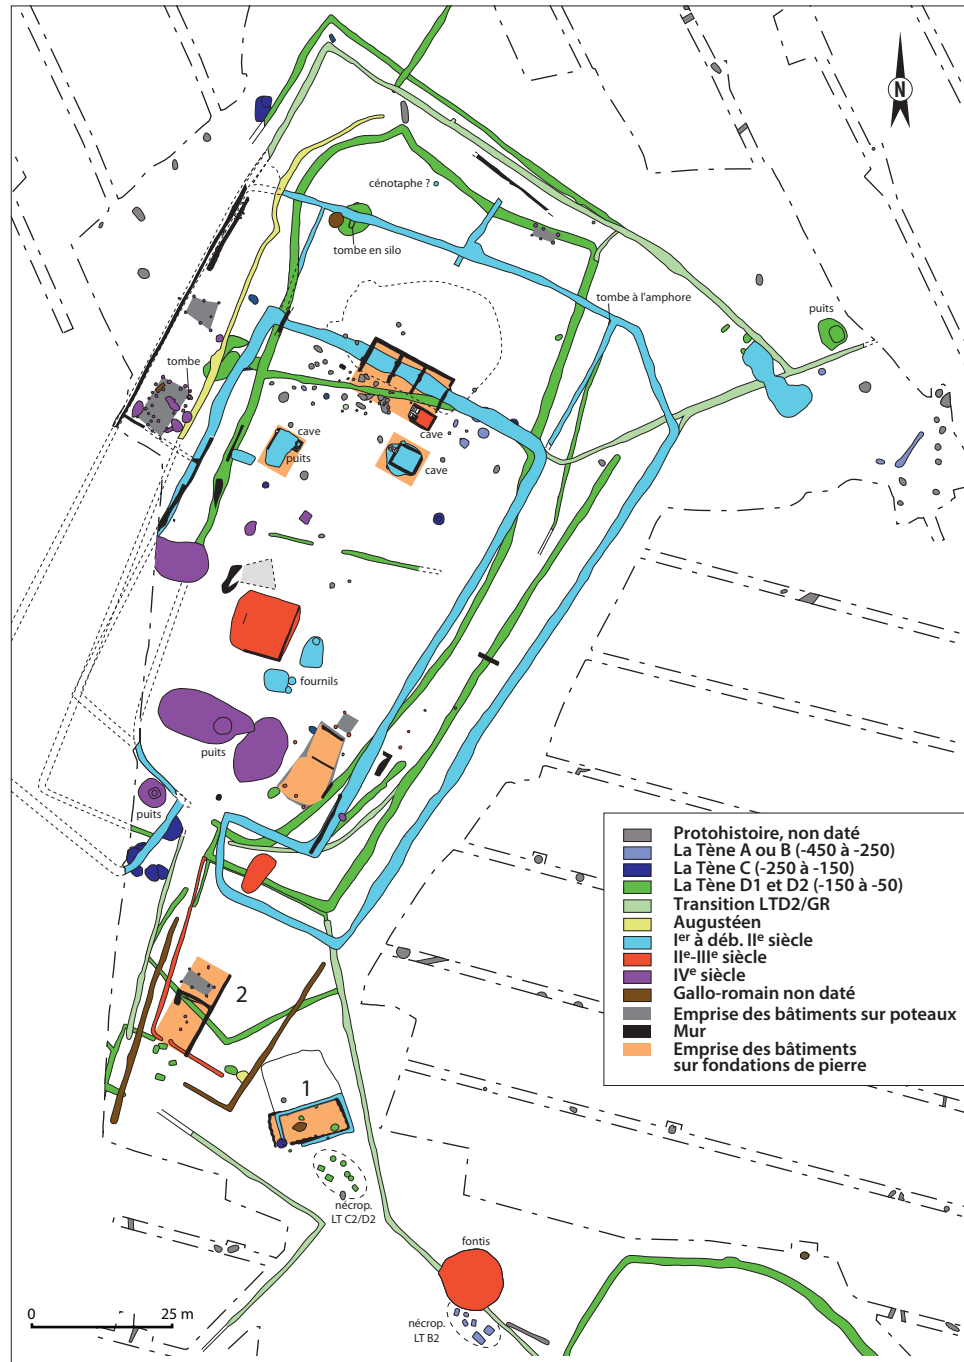 N
cénotaphe ?
tombe en silo
tombe à l'amphore
puits
tombe
cave
puits
cave
cave
fournils
puits
puits
Protohistoire, non daté
La Tène A ou B (-450 à -250)
La Tène C (-250 à -150)
La Tène D1 et D2 (-150 à -50)
Transition LTD2/GR
Augustéen
Ier à déb. IIe siècle
IIe-IIIe siècle
IVe siècle
Gallo-romain non daté
Emprise des bâtiments sur poteaux
Mur
Emprise des bâtiments
sur fondations de pierre
2
1
nécrop.
LT C2/D2
fontis
nécrop.
LT B2
0 25 m